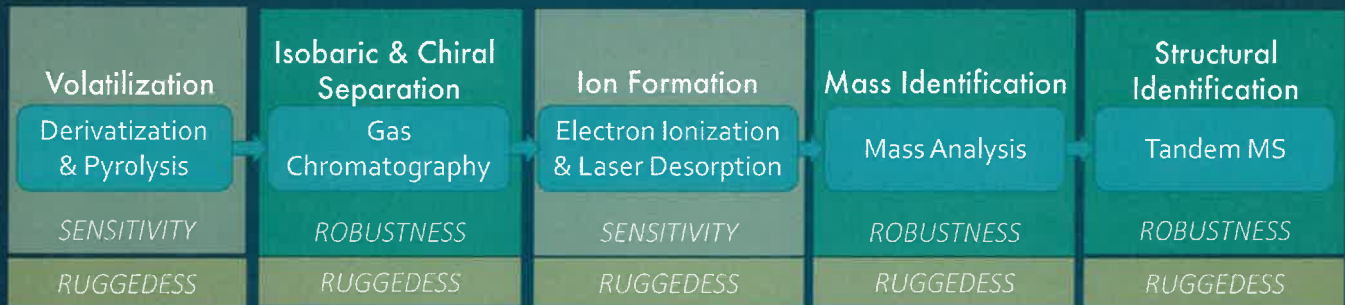 Volatilization
Derivatization
& Pyrolysis
SENSITIVITY
RUGGEDESS
Isobaric & Chiral
Separation
Gas
Chromatography
ROBUSTNESS
RUGGEDESS
Ion Formation
Electron Ionization
& Laser Desorption
SENSITIVITY
RUGGEDESS
Mass Identification
Mass Analysis
ROBUSTNESS
RUGGEDESS
Structural
Identification
Tandem MS
ROBUSTNESS
RUGGEDESS